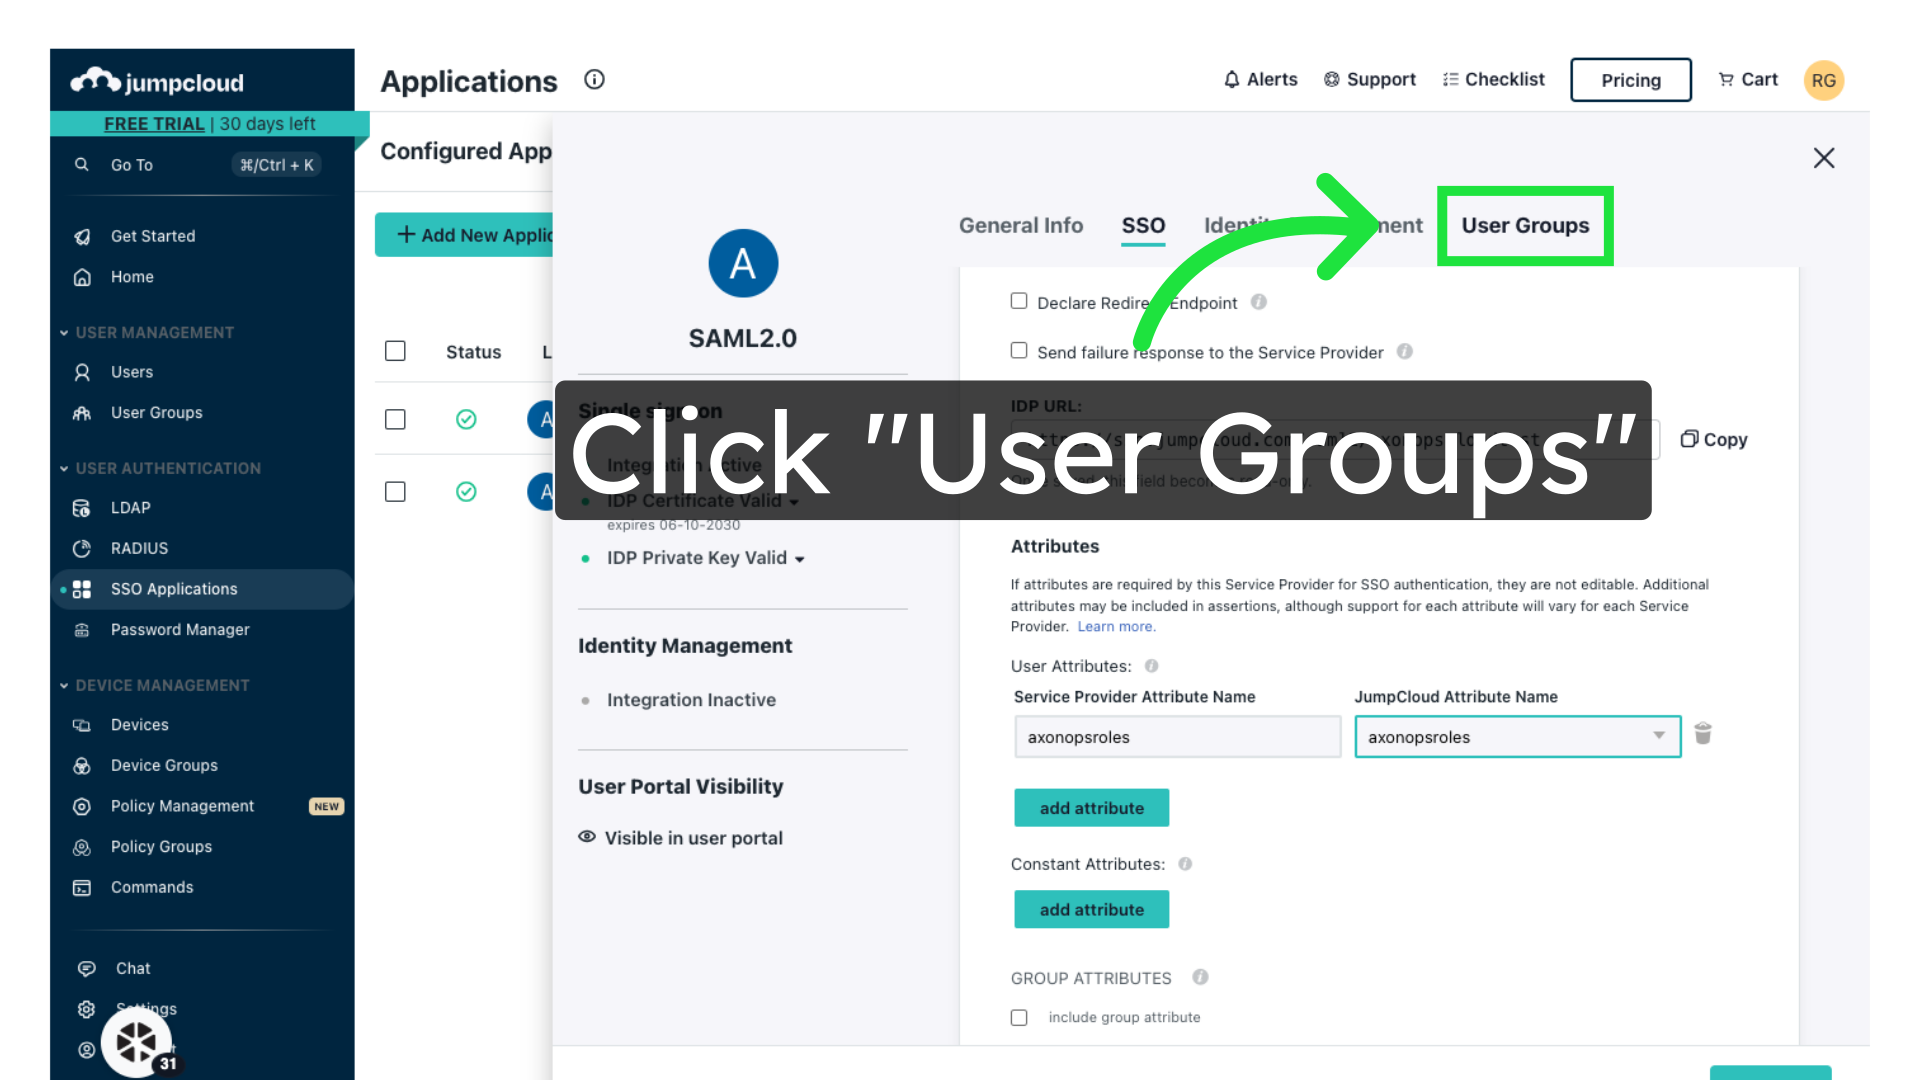 jumpcloud
FREE TRIAL | 30 days left
Go To
⌘/Ctrl + K
Get Started
Home
USER MANAGEMENT
Users
User Groups
USER AUTHENTICATION
LDAP
RADIUS
SSO Applications
Password Manager
DEVICE MANAGEMENT
Devices
Device Groups
Policy Management
NEW
Policy Groups
Commands
Chat
Settings
31
Applications
Alerts
Support
Checklist
Pricing
Cart
RG
Configured App
+ Add New Applic
Status
L
A
A
A
SAML2.0
Single sign on
Integration Active
IDP Certificate Valid
expires 06-10-2030
IDP Private Key Valid
Identity Management
Integration Inactive
User Portal Visibility
Visible in user portal
General Info
SSO
User Groups
Declare Redirect Endpoint
Send failure response to the Service Provider
IDP URL:
Copy
Click "User Groups"
Attributes
If attributes are required by this Service Provider for SSO authentication, they are not editable. Additional
attributes may be included in assertions, although support for each attribute will vary for each Service
Provider. Learn more.
User Attributes:
Service Provider Attribute Name
JumpCloud Attribute Name
axonopsroles
axonopsroles
add attribute
Constant Attributes:
add attribute
GROUP ATTRIBUTES
include group attribute